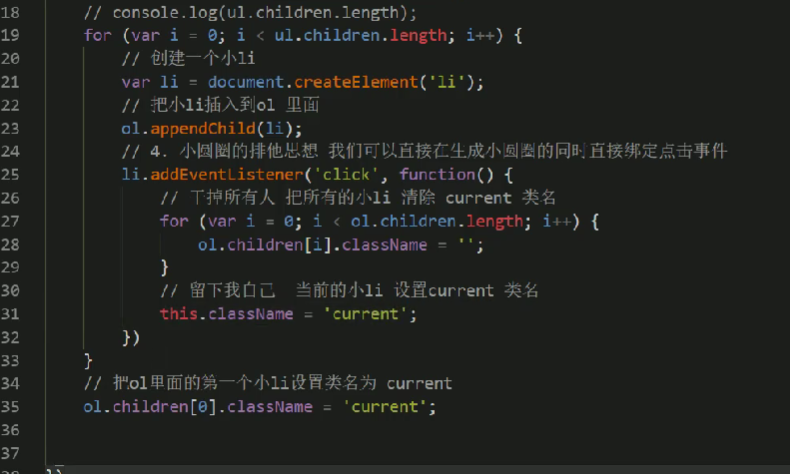 18 // console.log(ul.children.length);
19 for (var i = 0; i < ul.children.length; i++) {
20 // 创建一个小li
21 var li = document.createElement('li');
22 // 把小li插入到ol 里面
23 ol.appendChild(li);
24 // 4. 小圆圈的排他思想 我们可以直接在生成小圆圈的同时直接绑定点击事件
25 li.addEventListener('click', function() {
26 // 干掉所有人 把所有的小li 清除 current 类名
27 for (var i = 0; i < ol.children.length; i++) {
28 ol.children[i].className = '';
29 }
30 // 留下我自己 当前的小li 设置current 类名
31 this.className = 'current';
32 })
33 }
34 // 把ol里面的第一个小li设置类名为 current
35 ol.children[0].className = 'current';
36
37